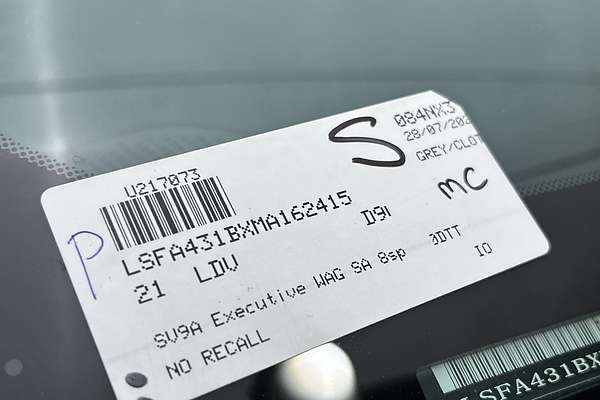 U217073
S
084NX3
28/07/202
GREY/CLOT
P
LSFA431BXMA162415
D9
MC
21 LDV
SV9A Executive WAG SA 8sp
3DTT
IO
NO RECALL
LSFA431BX